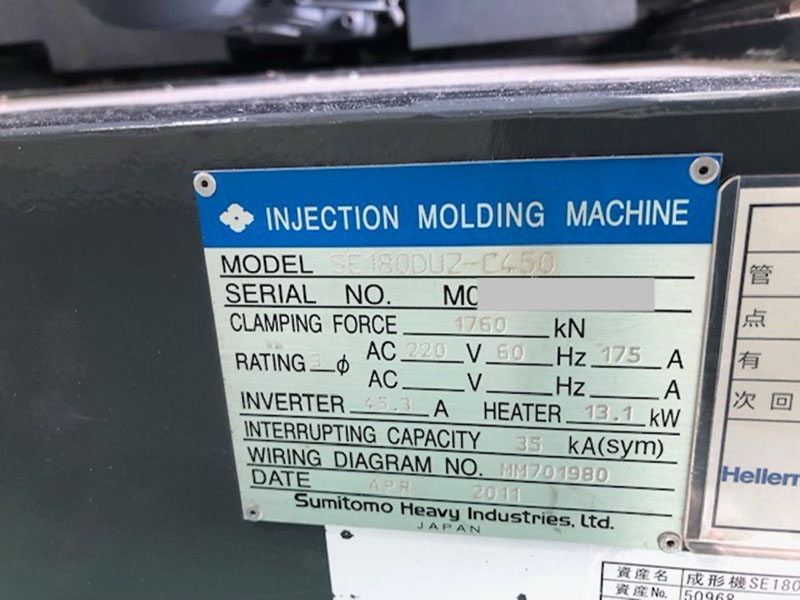 INJECTION MOLDING MACHINE
MODEL SE180DUZ-C450
SERIAL NO. M0
CLAMPING FORCE 1760 kN
RATING 3 φ AC 220 V 60 Hz 175 A
AC V Hz A
INVERTER 45.3 A HEATER 13.1 kW
INTERRUPTING CAPACITY 35 kA(sym)
WIRING DIAGRAM NO. MM701980
DATE APR 2011
Sumitomo Heavy Industries, Ltd.
JAPAN
管
点
有
次回
Hellerm
資産名 成形機SE180
資産No. 50968